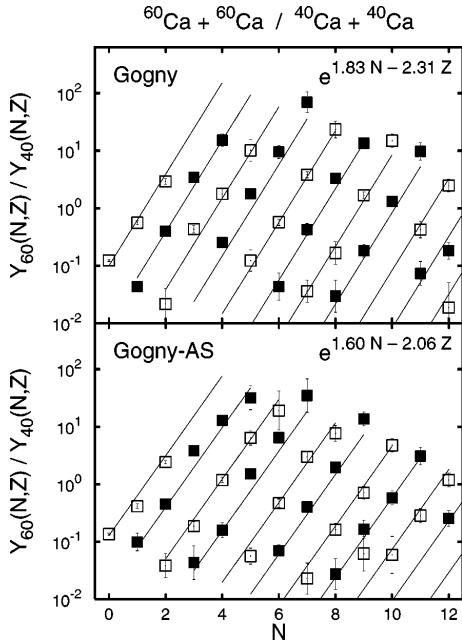 ⁶⁰Ca + ⁶⁰Ca / ⁴⁰Ca + ⁴⁰Ca
Gogny
e^1.83 N – 2.31 Z
10²
10¹
10⁰
10⁻¹
10⁻²
Y₆₀(N,Z) / Y₄₀(N,Z)
Gogny-AS
e^1.60 N – 2.06 Z
10²
10¹
10⁰
10⁻¹
10⁻²
Y₆₀(N,Z) / Y₄₀(N,Z)
0 2 4 6 8 10 12
N